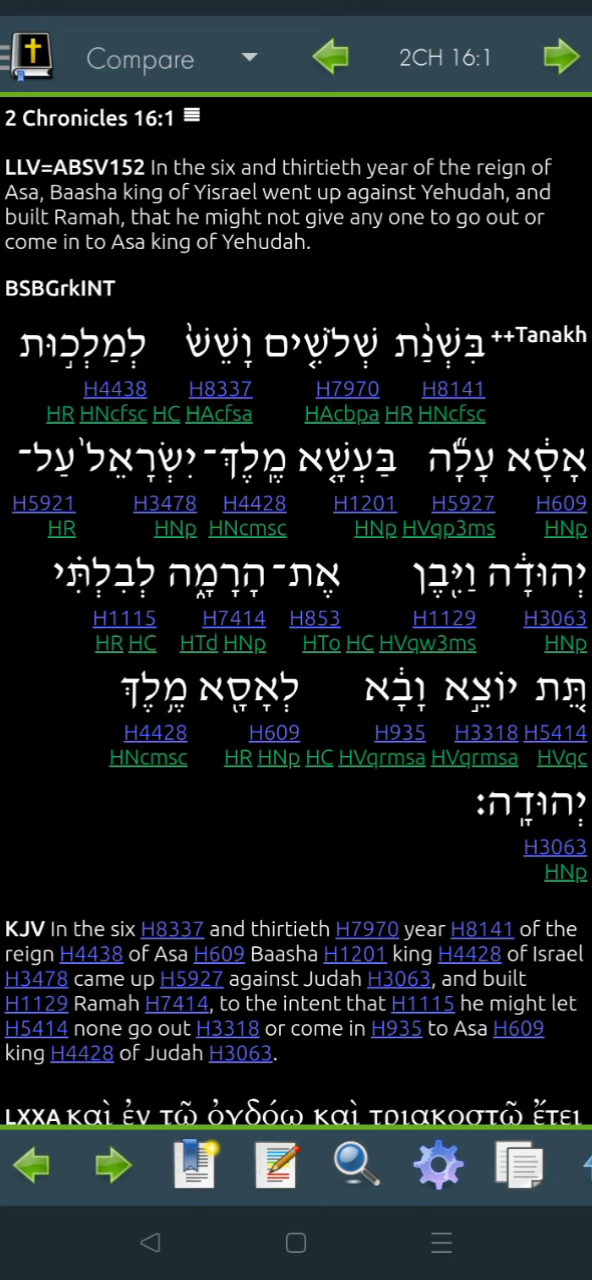 Compare
2CH 16:1
2 Chronicles 16:1
LLV=ABSV152 In the six and thirtieth year of the reign of
Asa, Baasha king of Yisrael went up against Yehudah, and
built Ramah, that he might not give any one to go out or
come in to Asa king of Yehudah.
BSBGrkINT
++Tanakh בִּשְׁנַ֨ת שְׁלֹשִׁ֤ים וָשֵׁשׁ֙ לְמַלְכ֣וּת
H4438 H8337 H7970 H8141
HR HNcfsc HC HAcfsa HAcbpa HR HNcfsc
אָסָ֔א עָלָ֞ה בַּעְשָׁ֤א מֶֽלֶךְ־ יִשְׂרָאֵל֙ עַל־
H5921 H3478 H4428 H1201 H5927 H609
HR HNp HNcmsc HNp HVqp3ms HNp
יְהוּדָ֔ה וַיִּ֖בֶן אֶת־ הָרָמָ֑ה לְבִלְתִּ֗י
H1115 H7414 H853 H1129 H3063
HR HC HTd HNp HTo HC HVqw3ms HNp
תֵּ֚ת יוֹצֵ֣א וָבָ֔א לְאָסָ֖א מֶ֥לֶךְ
H4428 H609 H935 H3318 H5414
HNcmsc HR HNp HC HVqrmsa HVqrmsa HVqc
יְהוּדָֽה׃
H3063
HNp
KJV In the six H8337 and thirtieth H7970 year H8141 of the
reign H4438 of Asa H609 Baasha H1201 king H4428 of Israel
H3478 came up H5927 against Judah H3063, and built
H1129 Ramah H7414, to the intent that H1115 he might let
H5414 none go out H3318 or come in H935 to Asa H609
king H4428 of Judah H3063.
LXXA καὶ ἐν τῶ ὀγδόω καὶ τριακοστῶ ἔτει